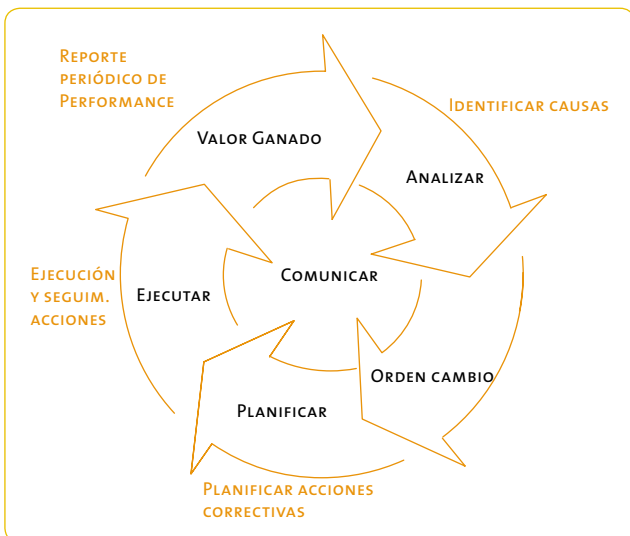 Reporte
periódico de
Performance
Identificar causas
Valor Ganado
Analizar
Ejecución
y seguim.
acciones
Ejecutar
Comunicar
Orden cambio
Planificar
Planificar acciones
correctivas